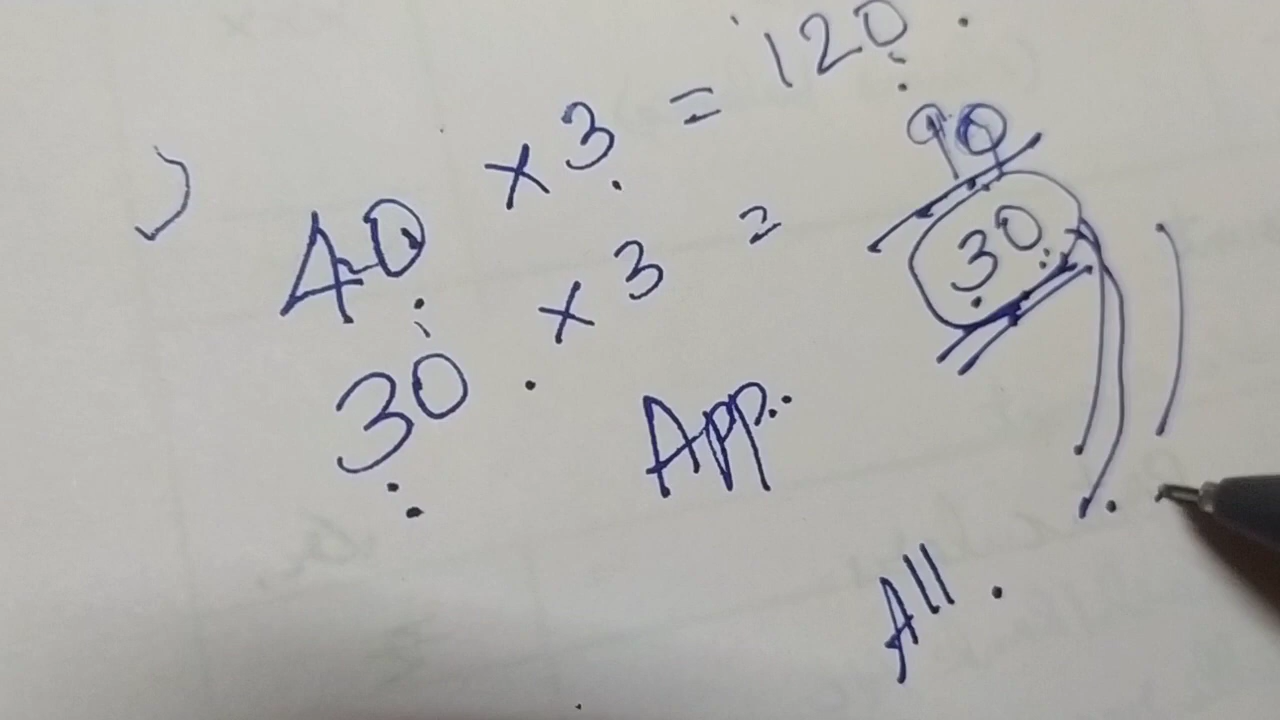 40 × 3 = 120.
30 × 3 = 90
30
App..
All.